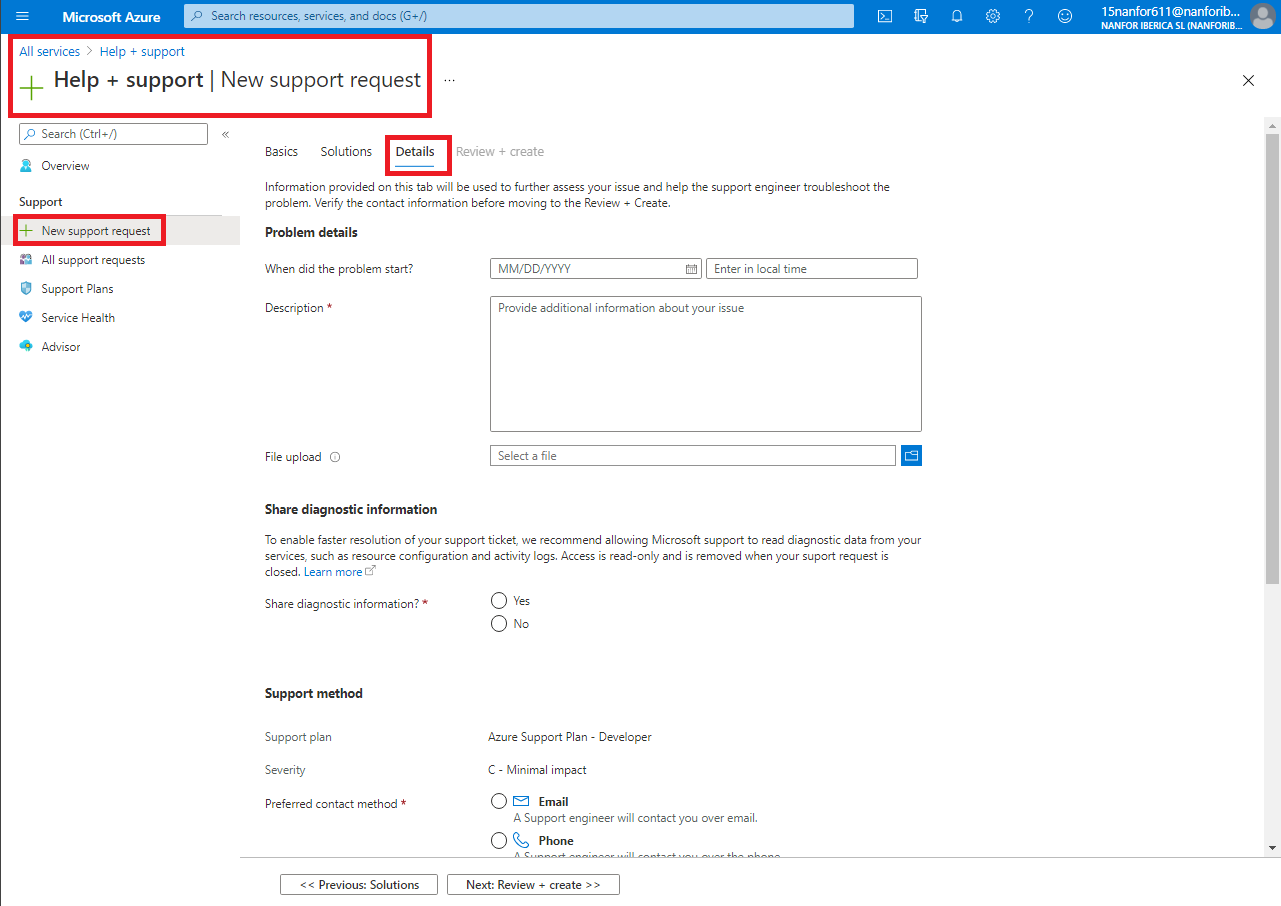 Microsoft Azure
Search resources, services, and docs (G+/)
15nanfor611@nanforib...
NANFOR IBERICA SL (NANFORIB...
All services > Help + support
Help + support | New support request ...
Search (Ctrl+/) «
Overview
Support
New support request
All support requests
Support Plans
Service Health
Advisor
Basics Solutions Details Review + create
Information provided on this tab will be used to further assess your issue and help the support engineer troubleshoot the
problem. Verify the contact information before moving to the Review + Create.
Problem details
When did the problem start? MM/DD/YYYY Enter in local time
Description * Provide additional information about your issue
File upload Select a file
Share diagnostic information
To enable faster resolution of your support ticket, we recommend allowing Microsoft support to read diagnostic data from your
services, such as resource configuration and activity logs. Access is read-only and is removed when your suport request is
closed. Learn more
Share diagnostic information? * Yes
No
Support method
Support plan Azure Support Plan - Developer
Severity C - Minimal impact
Preferred contact method * Email
A Support engineer will contact you over email.
Phone
A Support engineer will contact you over the phone
<< Previous: Solutions Next: Review + create >>